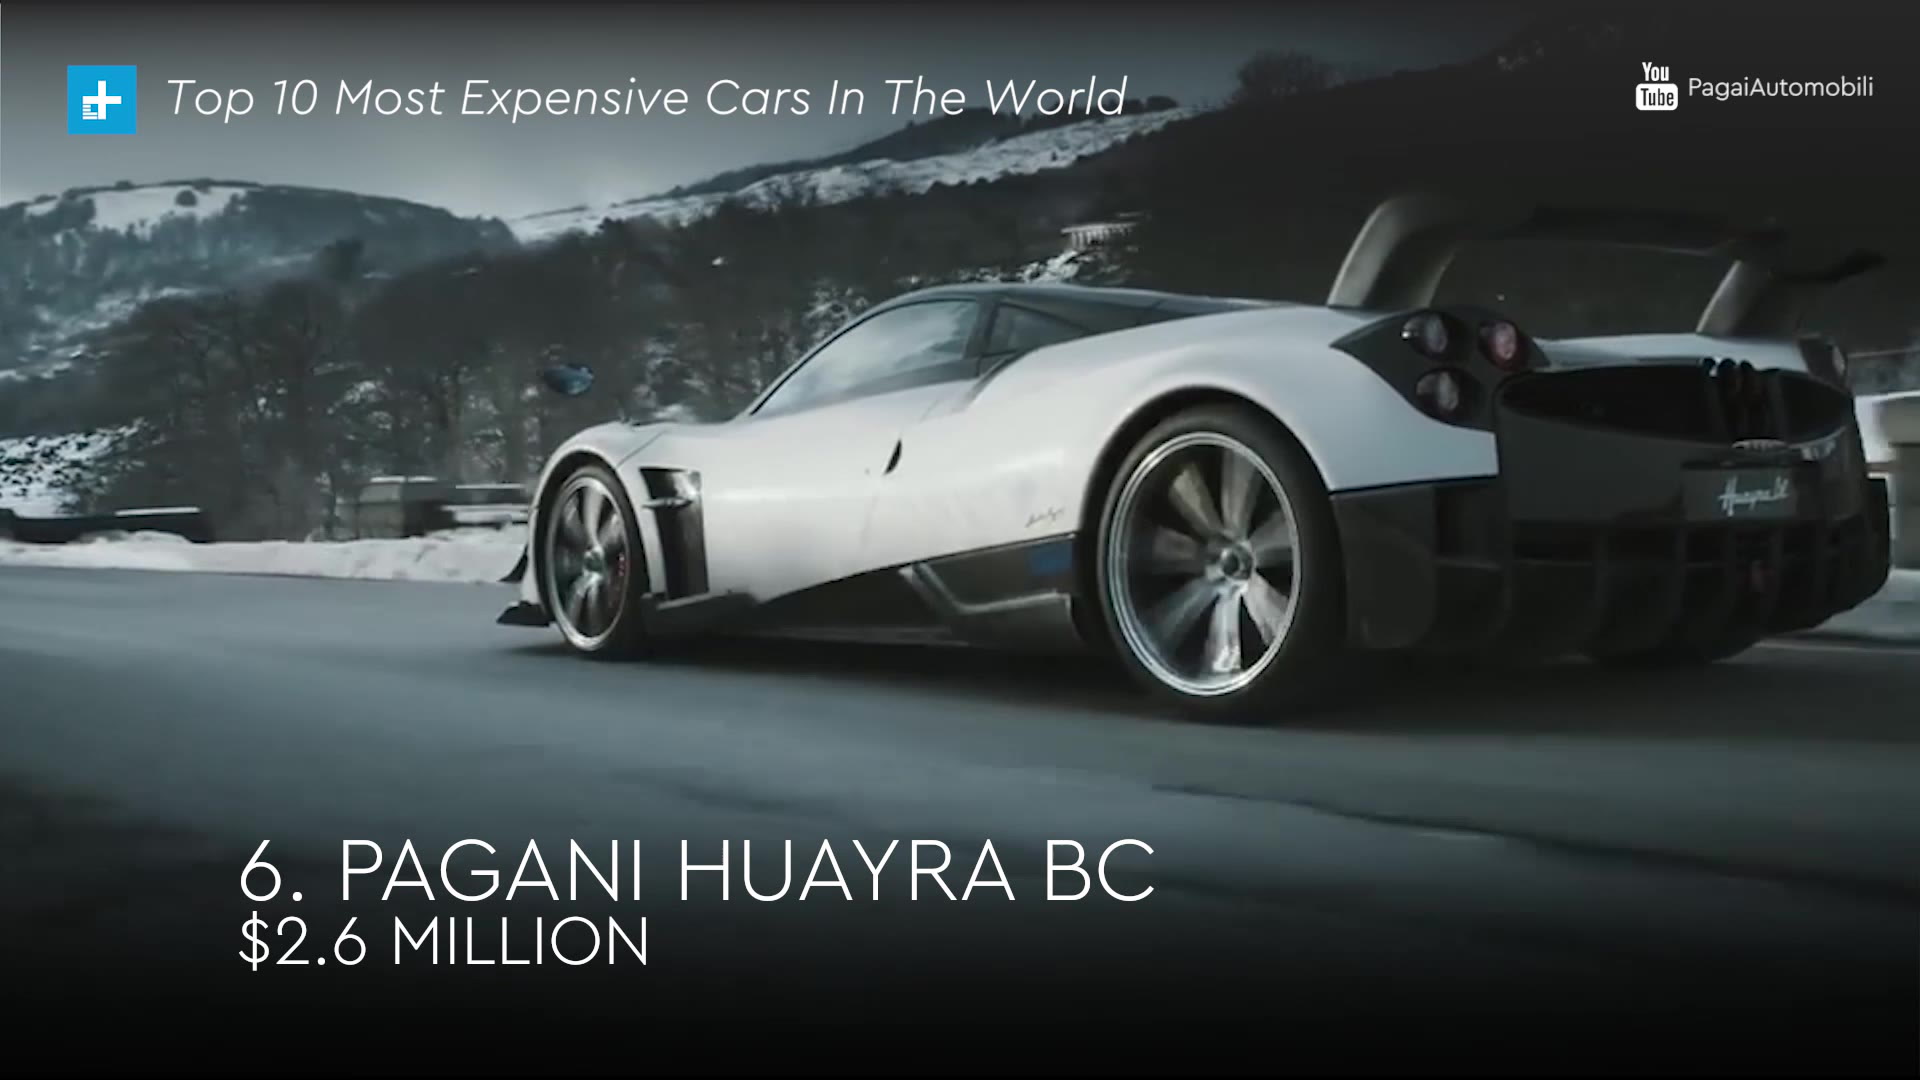 Top 10 Most Expensive Cars In The World
You
Tube
PagaiAutomobili
Huayra BC
6. PAGANI HUAYRA BC
$2.6 MILLION